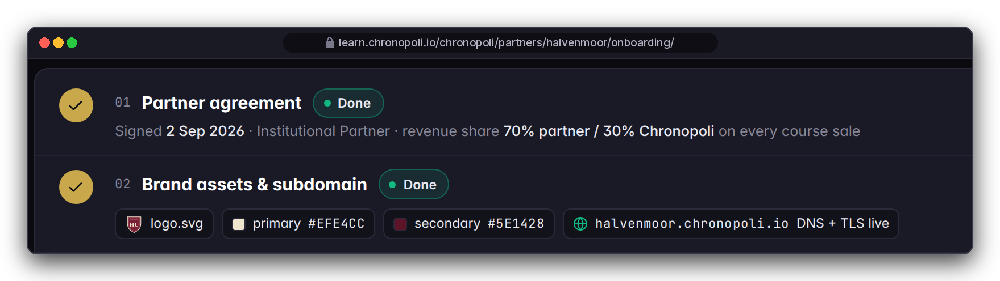 learn.chronopoli.io/chronopoli/partners/halvenmoor/onboarding/
01 Partner agreement Done
Signed 2 Sep 2026 · Institutional Partner · revenue share 70% partner / 30% Chronopoli on every course sale
02 Brand assets & subdomain Done
HU logo.svg primary #EFE4CC secondary #5E1428 halvenmoor.chronopoli.io DNS + TLS live